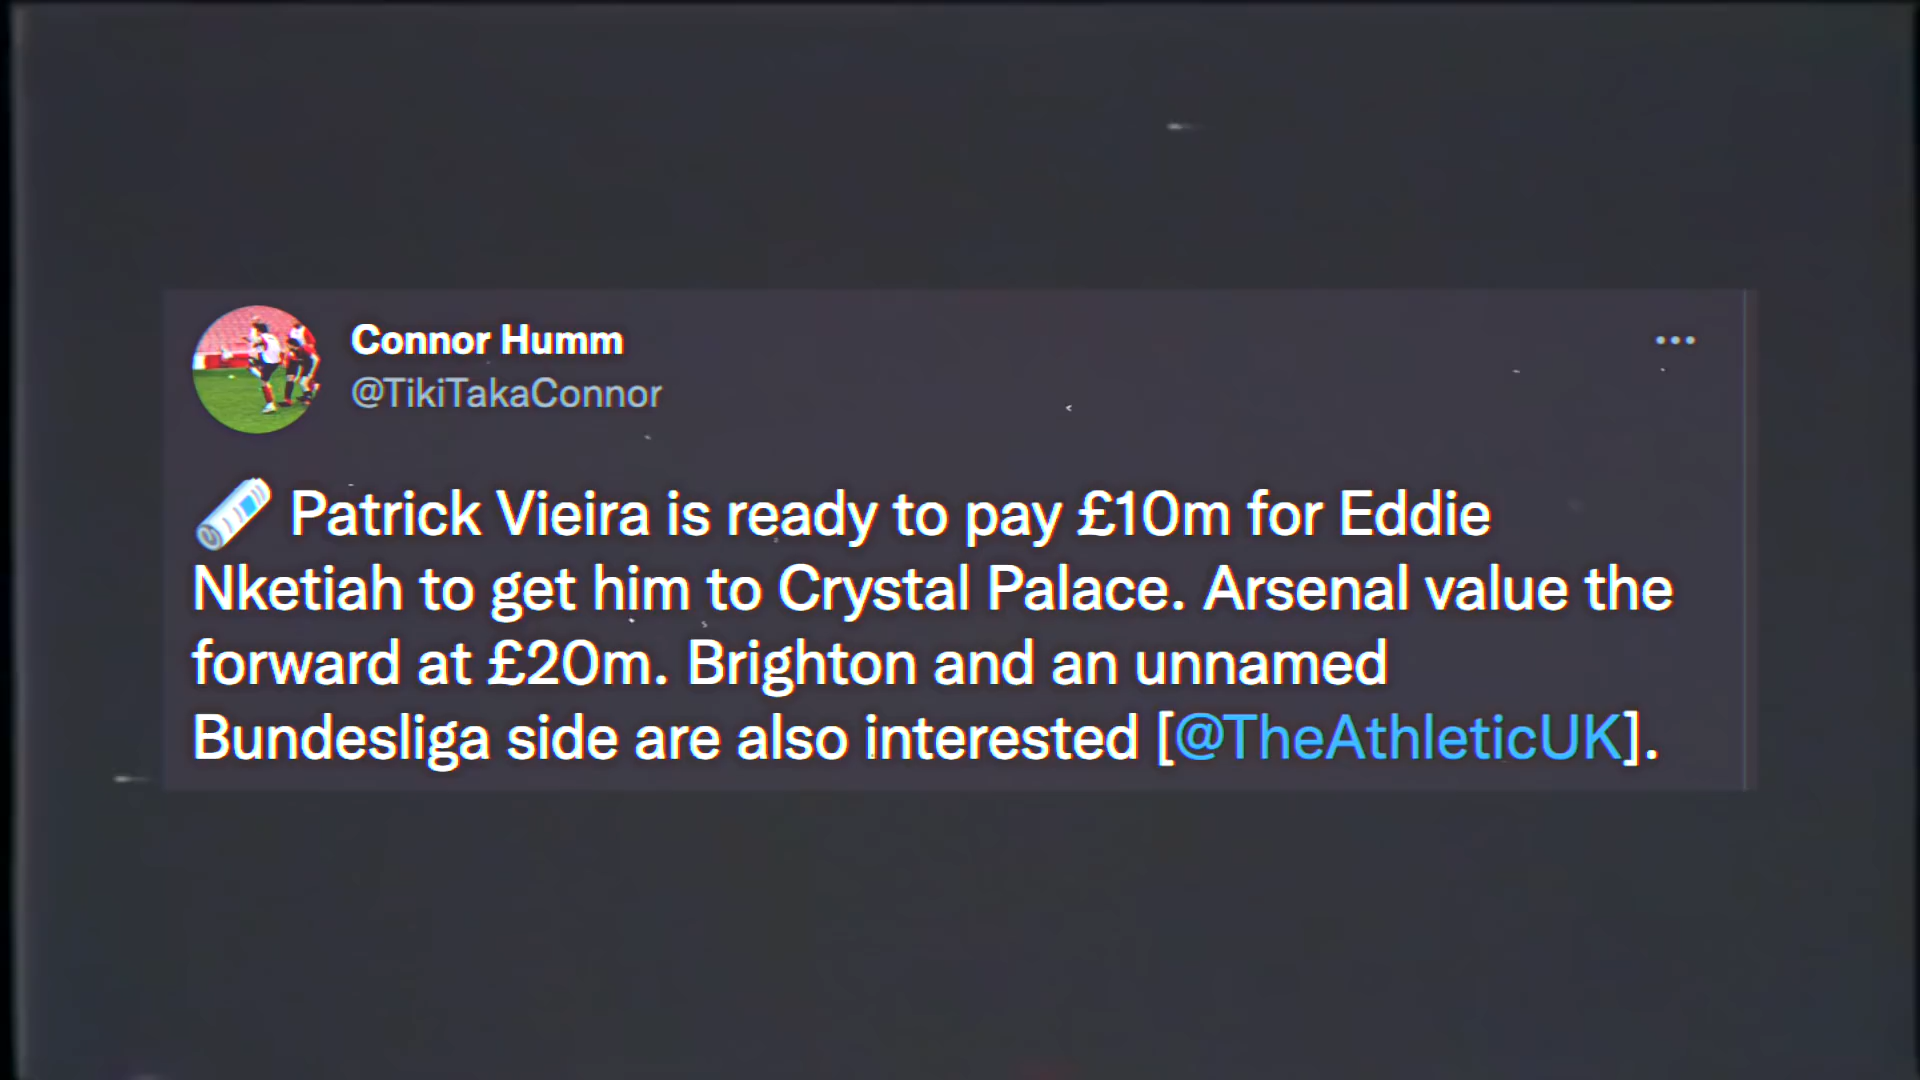 Connor Humm
@TikiTakaConnor
Patrick Vieira is ready to pay £10m for Eddie
Nketiah to get him to Crystal Palace. Arsenal value the
forward at £20m. Brighton and an unnamed
Bundesliga side are also interested [@TheAthleticUK].